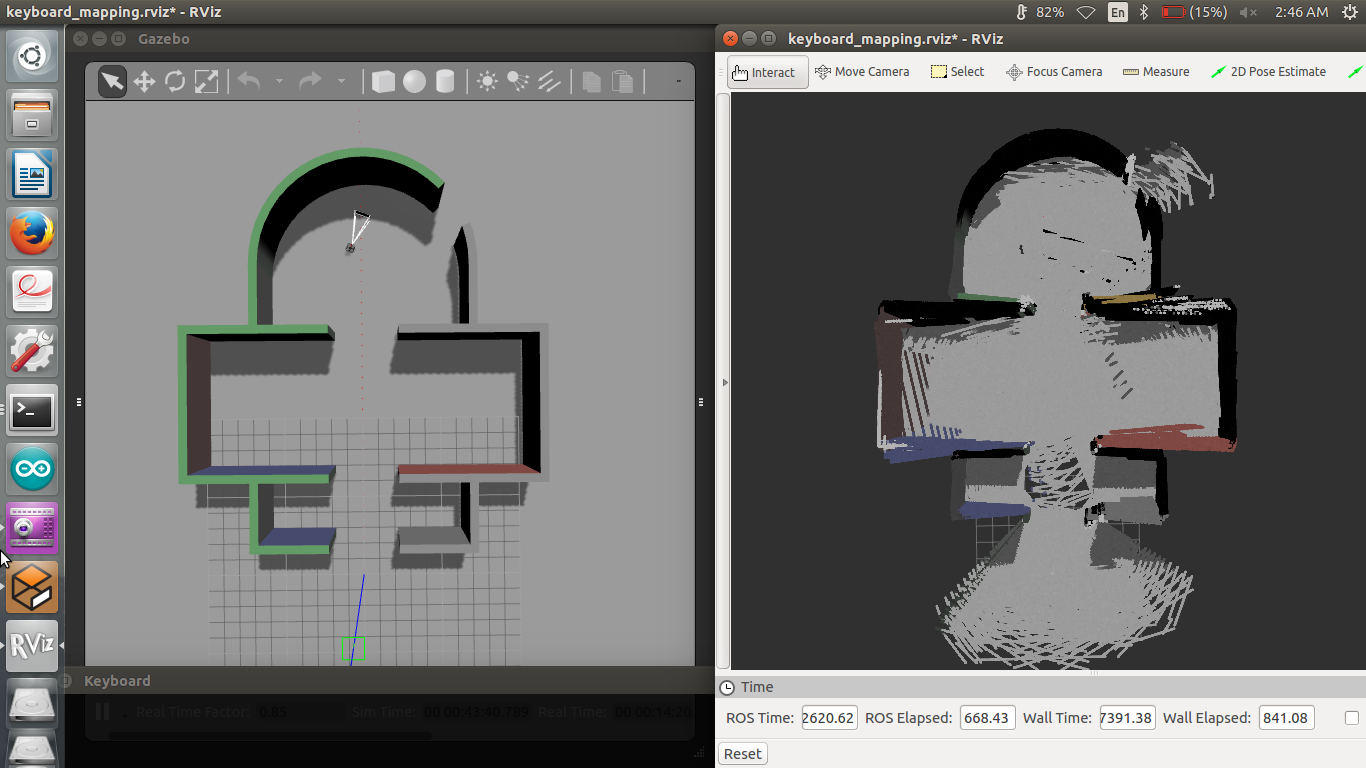 keyboard_mapping.rviz* - RViz
82%
En
(15%)
2:46 AM
Gazebo
keyboard_mapping.rviz* - RViz
Interact
Move Camera
Select
Focus Camera
Measure
2D Pose Estimate
RViz
Keyboard
Real Time Factor: 0.85 Sim Time: 00 00:43:40.789 Real Time: 00 00:14:20
Time
ROS Time: 2620.62 ROS Elapsed: 668.43 Wall Time: 7391.38 Wall Elapsed: 841.08
Reset